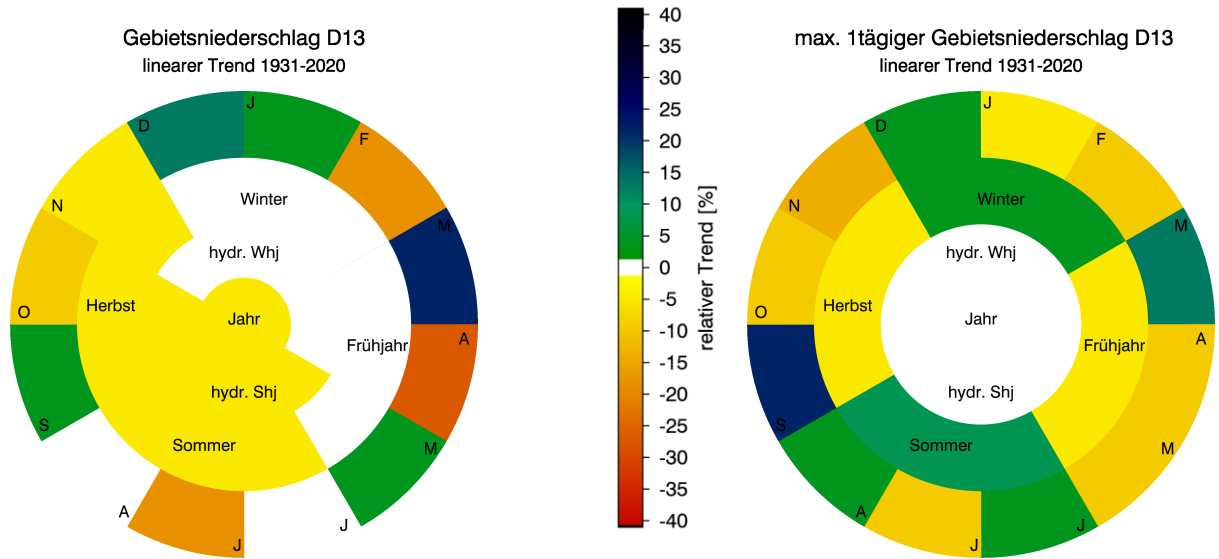 Gebietsniederschlag D13
linearer Trend 1931-2020
D
J
F
N
M
Winter
hydr. Whj
O
Herbst
Jahr
Frühjahr
A
hydr. Shj
S
Sommer
M
A
J
J
40
35
30
25
20
15
10
5
0
-5
-10
-15
-20
-25
-30
-35
-40
relativer Trend [%]
max. 1tägiger Gebietsniederschlag D13
linearer Trend 1931-2020
D
J
F
N
M
Winter
hydr. Whj
O
Herbst
Jahr
Frühjahr
A
hydr. Shj
S
Sommer
M
A
J
J